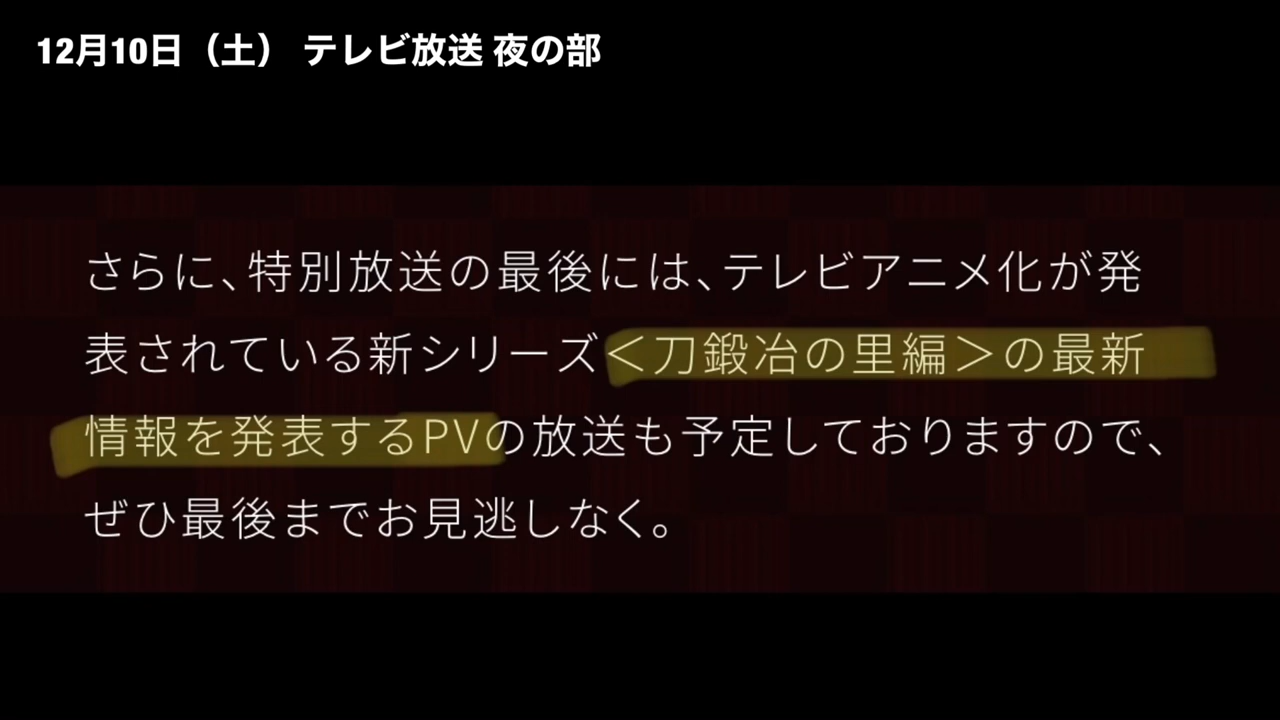 12月10日（土） テレビ放送 夜の部
さらに、特別放送の最後には、テレビアニメ化が発
表されている新シリーズ＜刀鍛冶の里編＞の最新
情報を発表するPVの放送も予定しておりますので、
ぜひ最後までお見逃しなく。